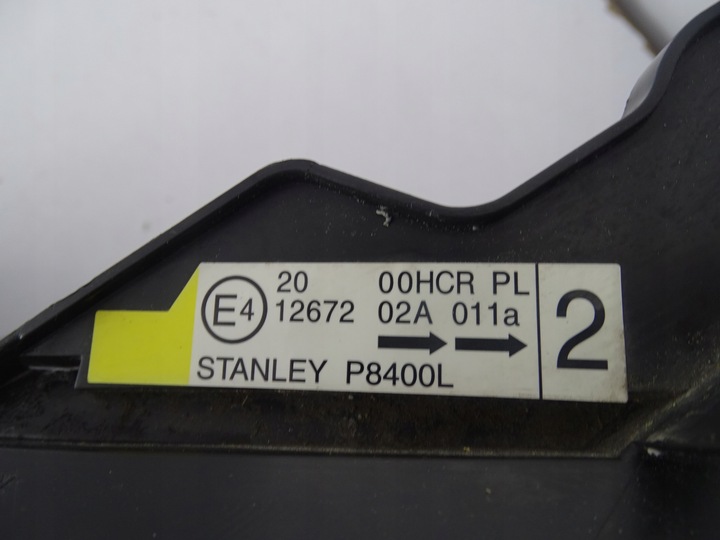 E4 20 00HCR PL
12672 02A 011a
STANLEY P8400L
2